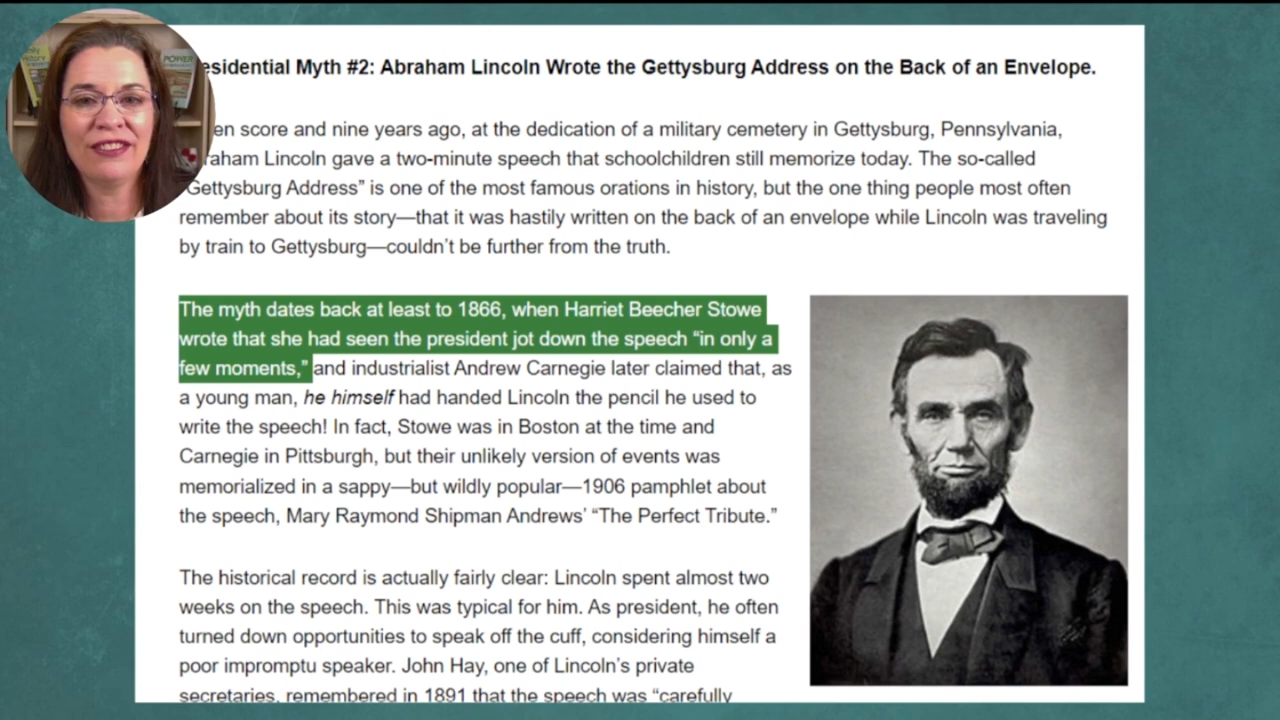 esidential Myth #2: Abraham Lincoln Wrote the Gettysburg Address on the Back of an Envelope.
en score and nine years ago, at the dedication of a military cemetery in Gettysburg, Pennsylvania,
raham Lincoln gave a two-minute speech that schoolchildren still memorize today. The so-called
Gettysburg Address” is one of the most famous orations in history, but the one thing people most often
remember about its story—that it was hastily written on the back of an envelope while Lincoln was traveling
by train to Gettysburg—couldn’t be further from the truth.
The myth dates back at least to 1866, when Harriet Beecher Stowe
wrote that she had seen the president jot down the speech “in only a
few moments,” and industrialist Andrew Carnegie later claimed that, as
a young man, he himself had handed Lincoln the pencil he used to
write the speech! In fact, Stowe was in Boston at the time and
Carnegie in Pittsburgh, but their unlikely version of events was
memorialized in a sappy—but wildly popular—1906 pamphlet about
the speech, Mary Raymond Shipman Andrews’ “The Perfect Tribute.”
The historical record is actually fairly clear: Lincoln spent almost two
weeks on the speech. This was typical for him. As president, he often
turned down opportunities to speak off the cuff, considering himself a
poor impromptu speaker. John Hay, one of Lincoln’s private
secretaries, remembered in 1891 that the speech was “carefully
POWER